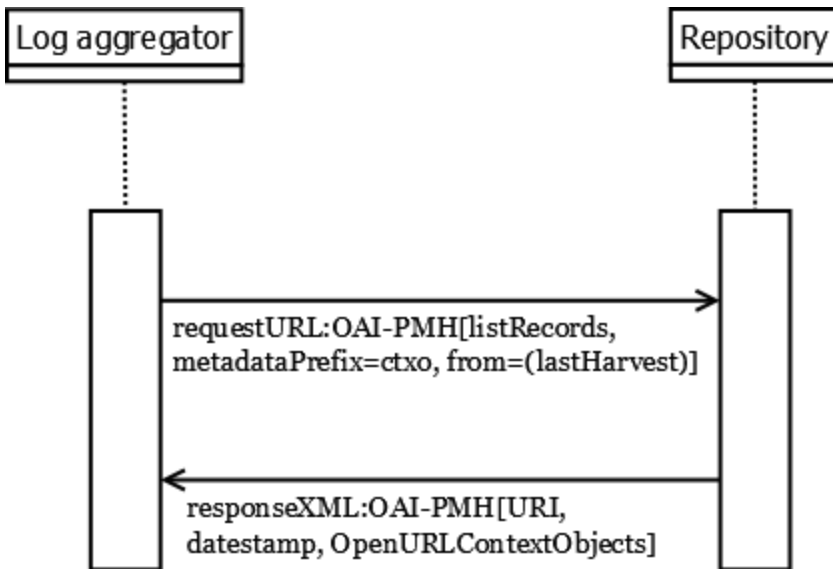 Log aggregator
Repository
requestURL:OAI-PMH[listRecords,
metadataPrefix=ctxo, from=(lastHarvest)]
responseXML:OAI-PMH[URI,
datestamp, OpenURLContextObjects]